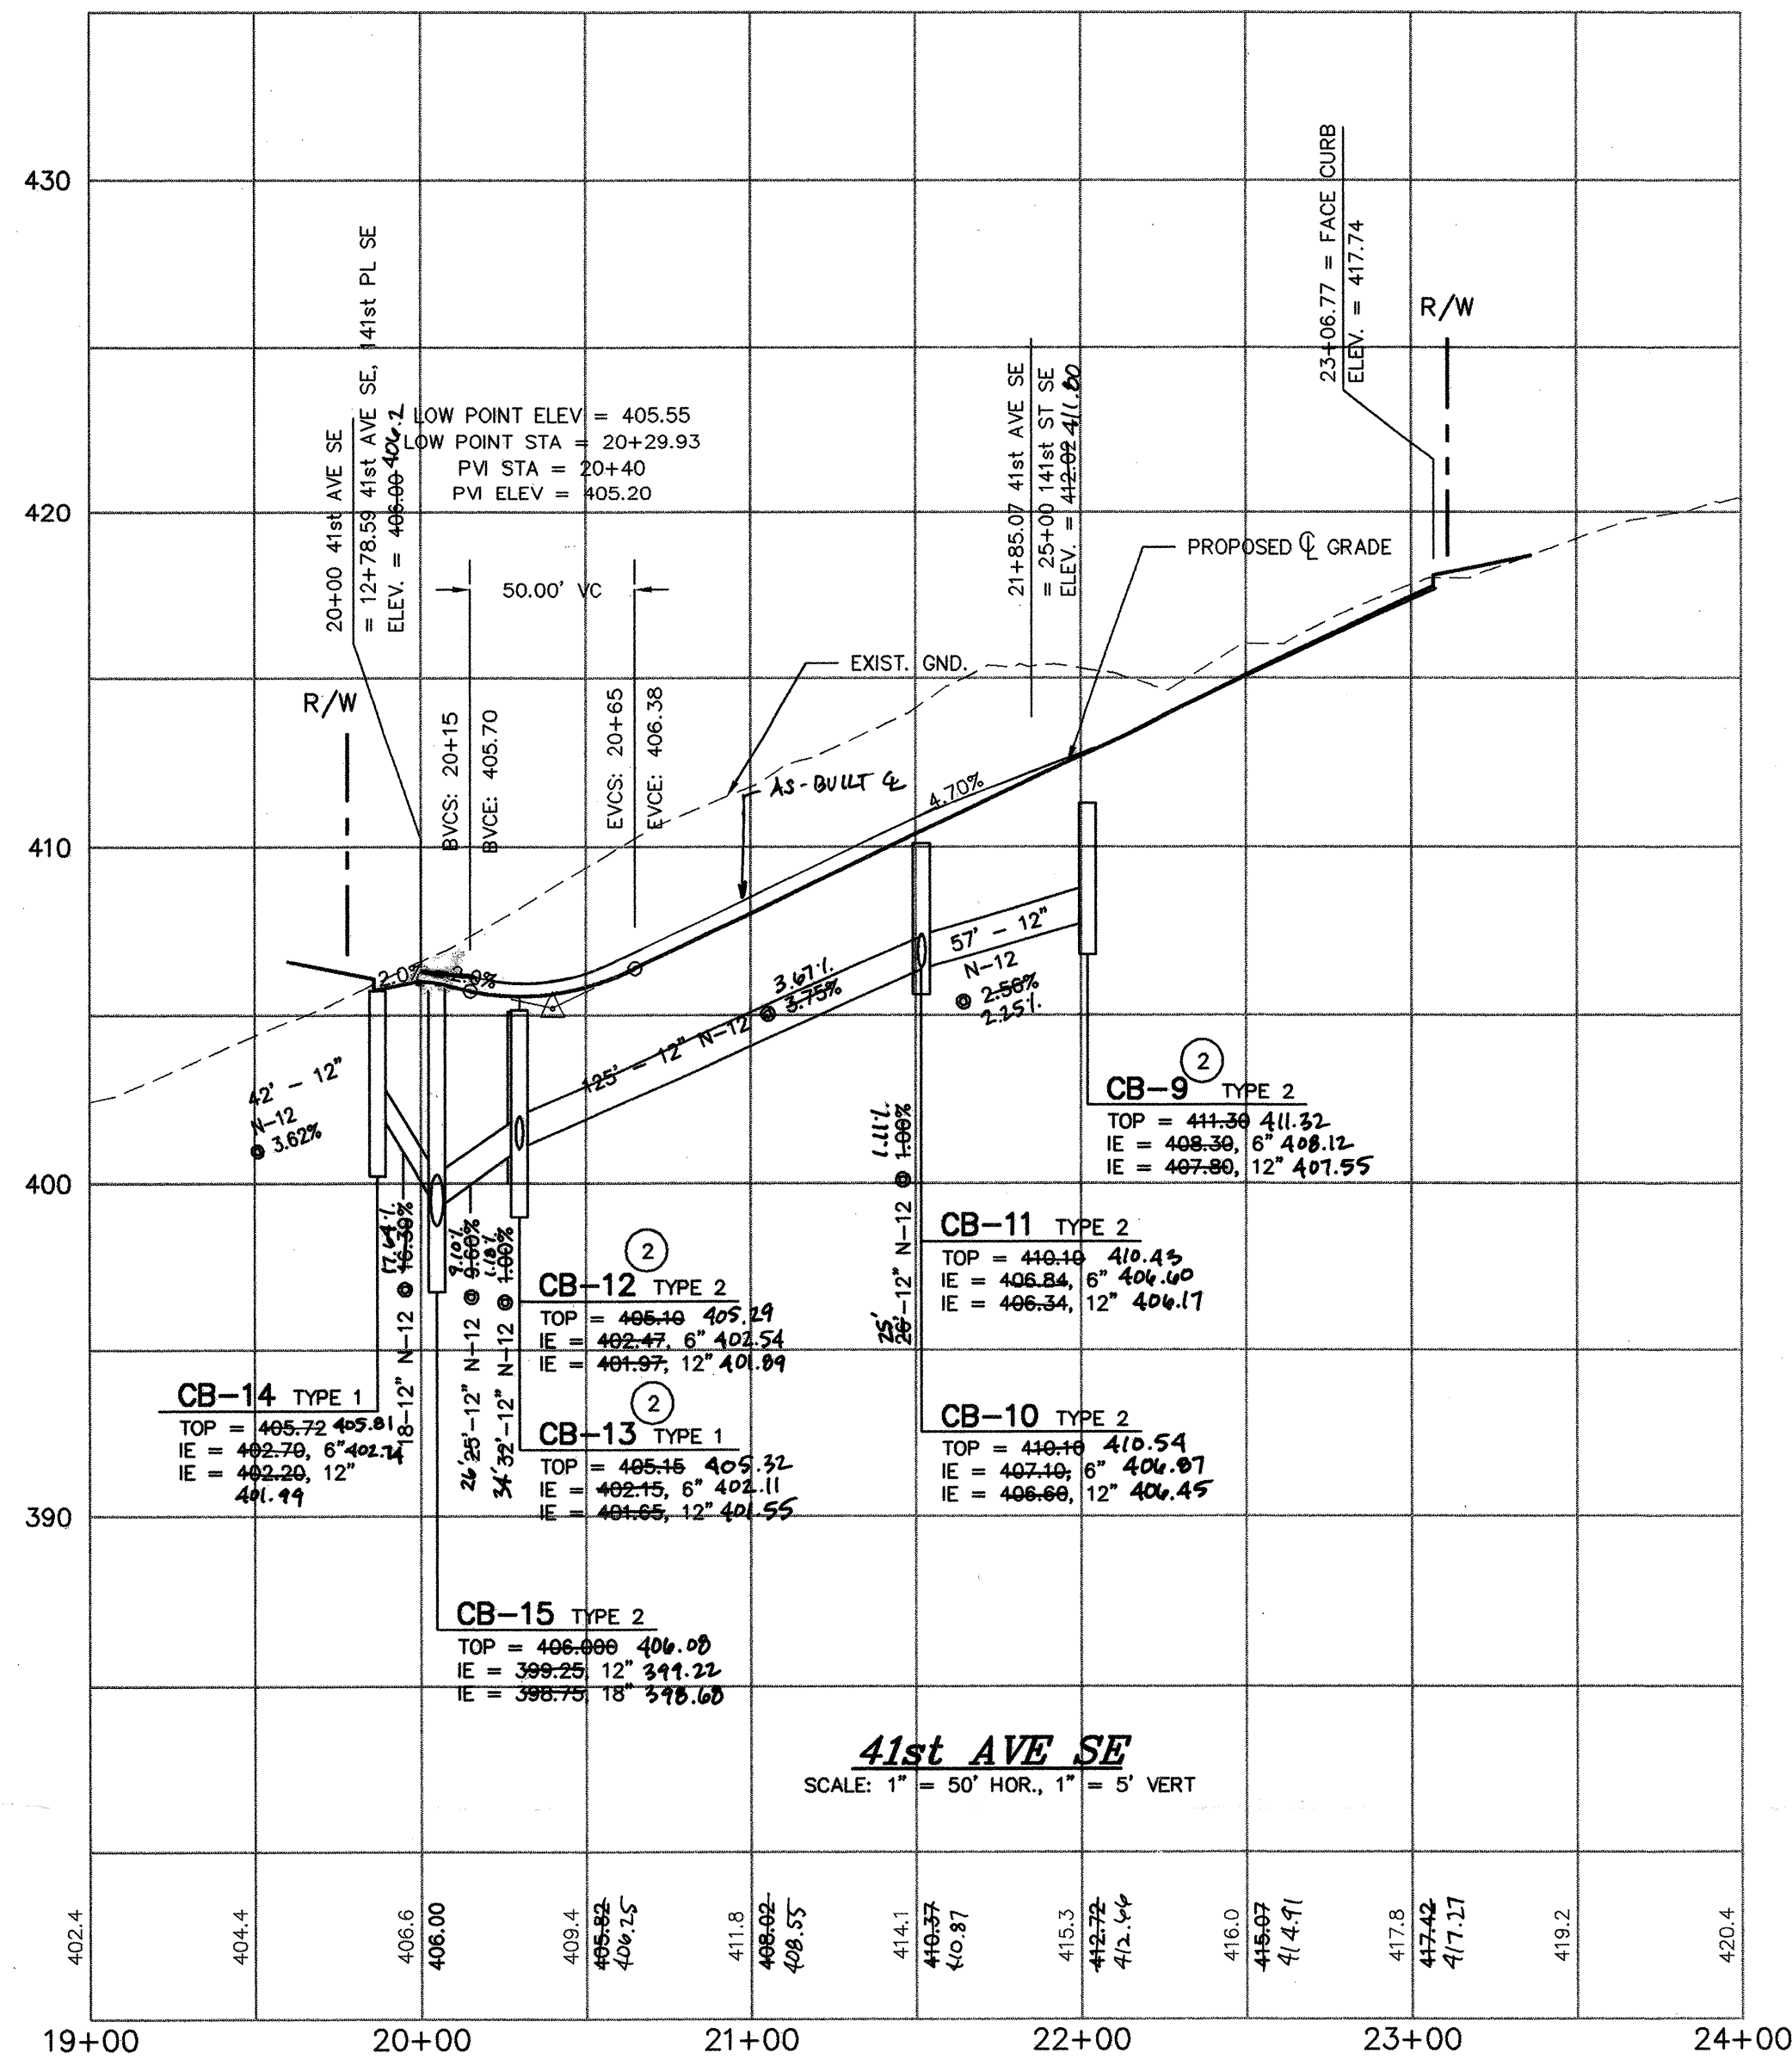 430
420
410
400
390
20+00 41st AVE SE
= 12+78.59 41st AVE SE, 141st PL SE
ELEV. = 406.00 406.2
LOW POINT ELEV = 405.55
LOW POINT STA = 20+29.93
PVI STA = 20+40
PVI ELEV = 405.20
50.00' VC
R/W
BVCS: 20+15
BVCE: 405.70
EVCS: 20+65
EVCE: 406.38
EXIST. GND.
AS-BUILT ℄
21+85.07 41st AVE SE
= 25+00 141st ST SE
ELEV. = 412.02 411.80
PROPOSED ℄ GRADE
23+06.77 = FACE CURB
ELEV. = 417.74
R/W
4.70%
2.0%
2.0%
42' - 12"
N-12
@ 3.62%
125' - 12" N-12 @ 3.75%
3.67%
57' - 12"
N-12
@ 2.50%
2.25%
17.64%
18-12" N-12 @ 16.39%
9.10%
26' 25'-12" N-12 @ 9.60%
1.18%
34' 32'-12" N-12 @ 1.00%
1.11%
25'
26'-12" N-12 @ 1.00%
2
CB-9 TYPE 2
TOP = 411.30 411.32
IE = 408.30, 6" 408.12
IE = 407.80, 12" 407.55
CB-11 TYPE 2
TOP = 410.10 410.43
IE = 406.84, 6" 406.60
IE = 406.34, 12" 406.17
2
CB-12 TYPE 2
TOP = 405.10 405.29
IE = 402.47, 6" 402.54
IE = 401.97, 12" 401.89
CB-14 TYPE 1
TOP = 405.72 405.81
IE = 402.70, 6" 402.74
IE = 402.20, 12"
401.99
2
CB-13 TYPE 1
TOP = 405.15 405.32
IE = 402.15, 6" 402.11
IE = 401.65, 12" 401.55
CB-10 TYPE 2
TOP = 410.10 410.54
IE = 407.10, 6" 406.87
IE = 406.60, 12" 406.45
CB-15 TYPE 2
TOP = 406.000 406.08
IE = 399.25, 12" 399.22
IE = 398.75, 18" 398.68
41st AVE SE
SCALE: 1" = 50' HOR., 1" = 5' VERT
402.4
404.4
406.6
406.00
409.4
405.82
406.25
411.8
408.02
408.55
414.1
410.37
410.87
415.3
412.72
412.66
416.0
415.07
414.91
417.8
417.42
417.27
419.2
420.4
19+00
20+00
21+00
22+00
23+00
24+00